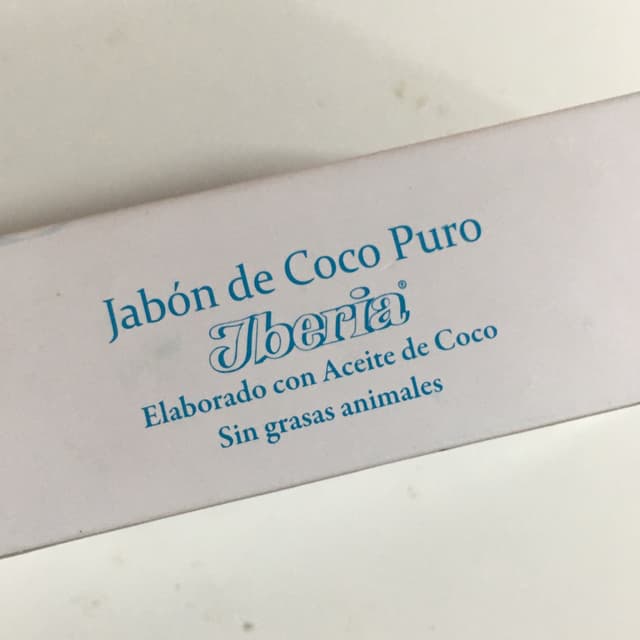 Jabón de Coco Puro
Iberia®
Elaborado con Aceite de Coco
Sin grasas animales